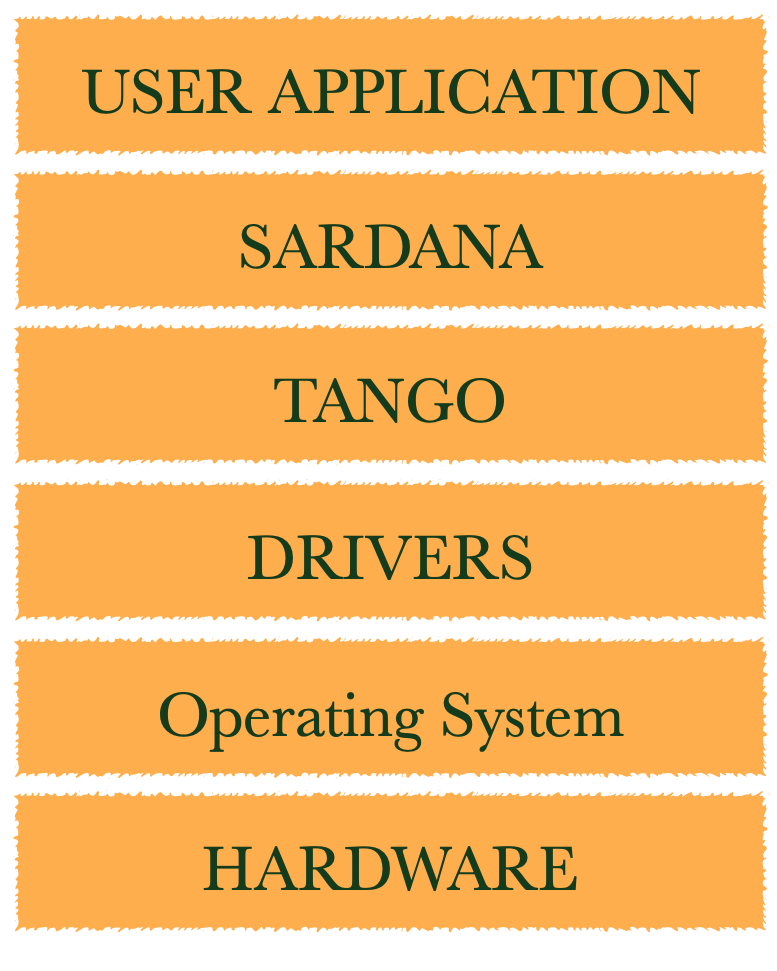 USER APPLICATION
SARDANA
TANGO
DRIVERS
Operating System
HARDWARE